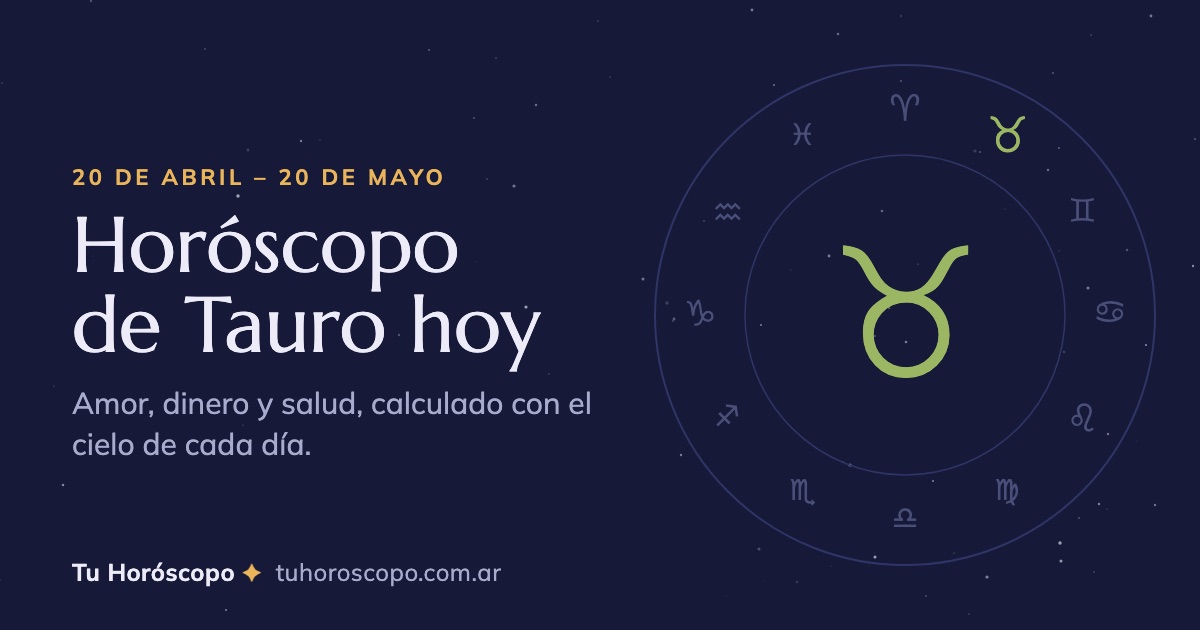 20 DE ABRIL – 20 DE MAYO
Horóscopo
de Tauro hoy
Amor, dinero y salud, calculado con el
cielo de cada día.
Tu Horóscopo ✦ tuhoroscopo.com.ar
♈
♉
♊
♋
♌
♍
♎
♏
♐
♑
♒
♓
♉